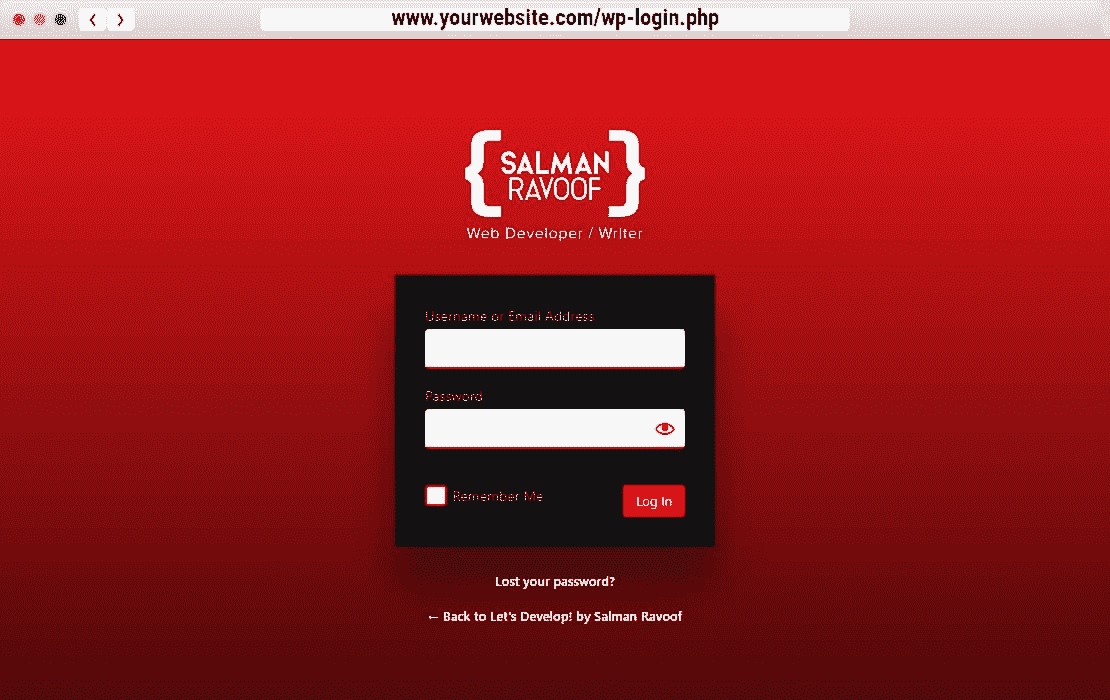 www.yourwebsite.com/wp-login.php
SALMAN
RAVOOF
Web Developer / Writer
Username or Email Address
Password
Remember Me
Log In
Lost your password?
← Back to Let's Develop! by Salman Ravoof